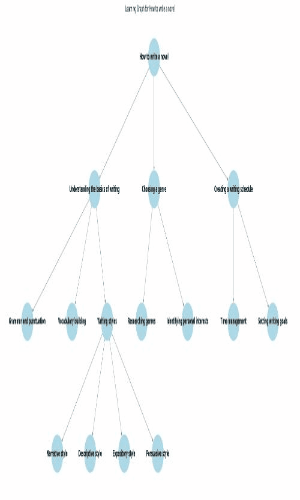 Learning Graph for How to write a novel
How to write a novel
Understanding the basics of writing
Choosing a genre
Creating a writing schedule
Grammar and punctuation
Vocabulary building
Writing styles
Researching genres
Identifying personal interests
Time management
Setting writing goals
Narrative style
Descriptive style
Expository style
Persuasive style